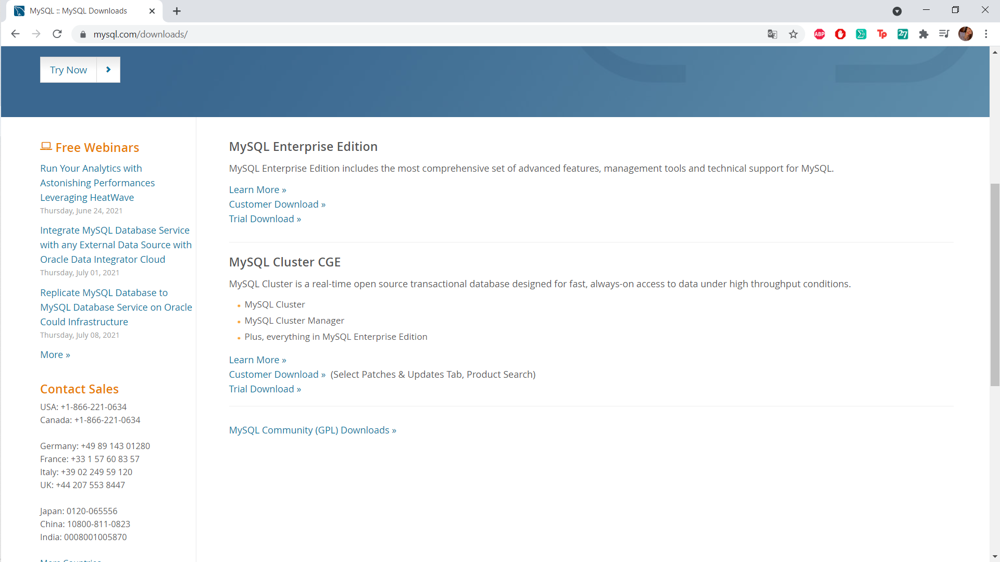 MySQL :: MySQL Downloads
mysql.com/downloads/
ABP
Tp
27
Try Now
Free Webinars
Run Your Analytics with
Astonishing Performances
Leveraging HeatWave
Thursday, June 24, 2021
Integrate MySQL Database Service
with any External Data Source with
Oracle Data Integrator Cloud
Thursday, July 01, 2021
Replicate MySQL Database to
MySQL Database Service on Oracle
Could Infrastructure
Thursday, July 08, 2021
More »
Contact Sales
USA: +1-866-221-0634
Canada: +1-866-221-0634
Germany: +49 89 143 01280
France: +33 1 57 60 83 57
Italy: +39 02 249 59 120
UK: +44 207 553 8447
Japan: 0120-065556
China: 10800-811-0823
India: 0008001005870
More Countries
MySQL Enterprise Edition
MySQL Enterprise Edition includes the most comprehensive set of advanced features, management tools and technical support for MySQL.
Learn More »
Customer Download »
Trial Download »
MySQL Cluster CGE
MySQL Cluster is a real-time open source transactional database designed for fast, always-on access to data under high throughput conditions.
MySQL Cluster
MySQL Cluster Manager
Plus, everything in MySQL Enterprise Edition
Learn More »
Customer Download » (Select Patches & Updates Tab, Product Search)
Trial Download »
MySQL Community (GPL) Downloads »